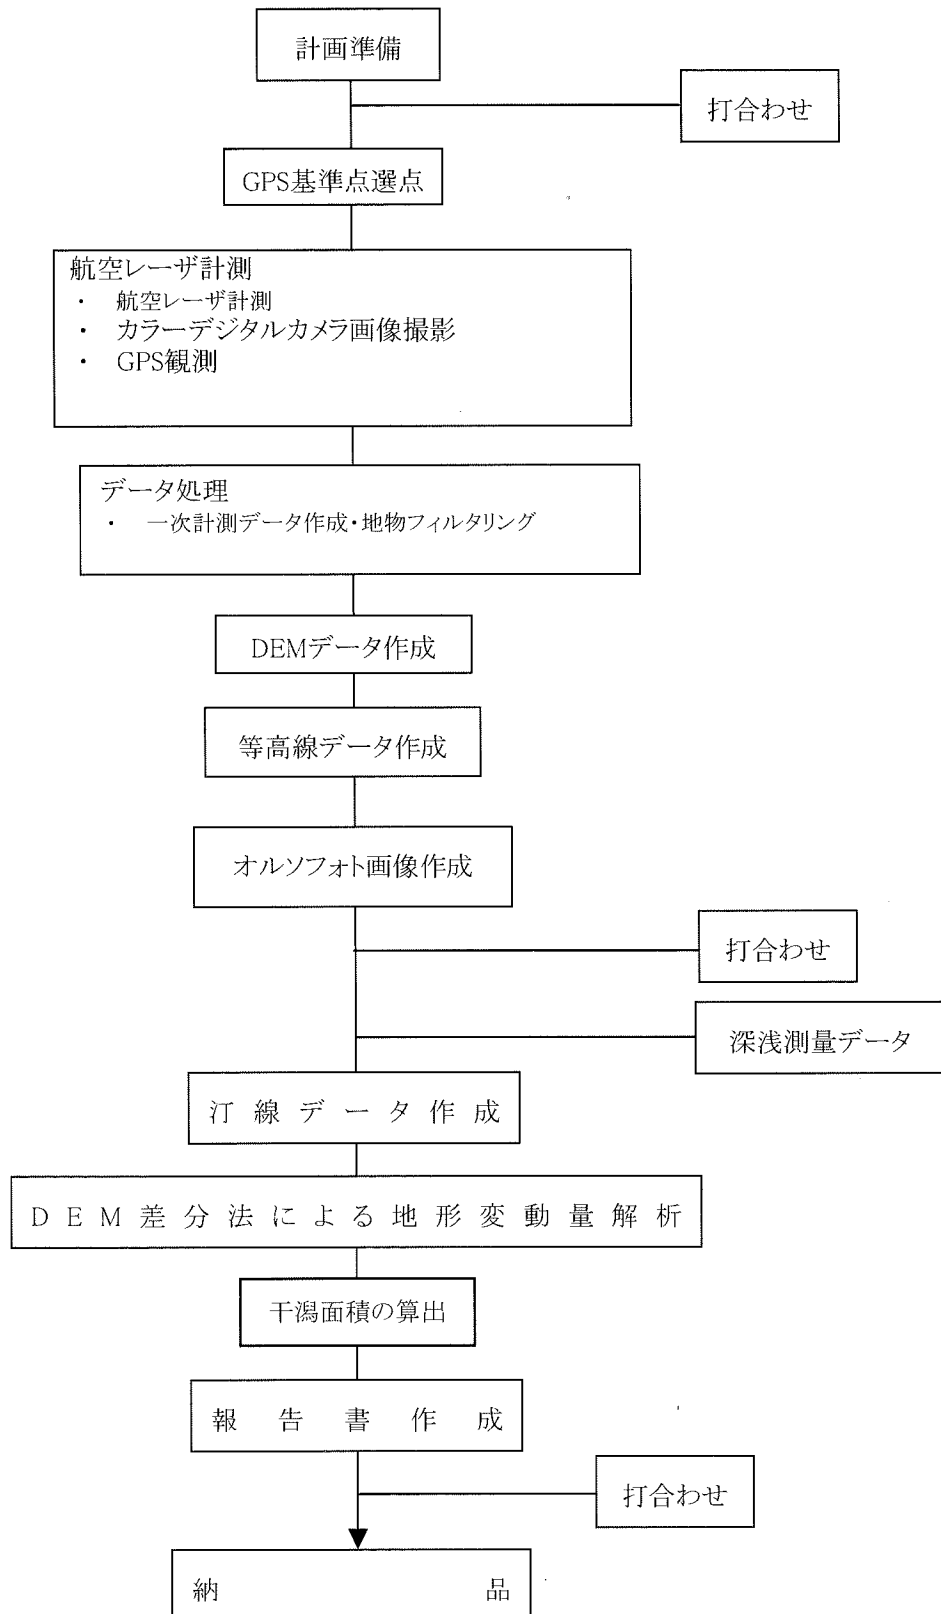 計画準備
打合わせ
GPS基準点選点
航空レーザ計測
・ 航空レーザ計測
・ カラーデジタルカメラ画像撮影
・ GPS観測
データ処理
・ 一次計測データ作成・地物フィルタリング
DEMデータ作成
等高線データ作成
オルソフォト画像作成
打合わせ
深浅測量データ
汀線データ作成
DEM差分法による地形変動量解析
干潟面積の算出
報告書作成
打合わせ
納品